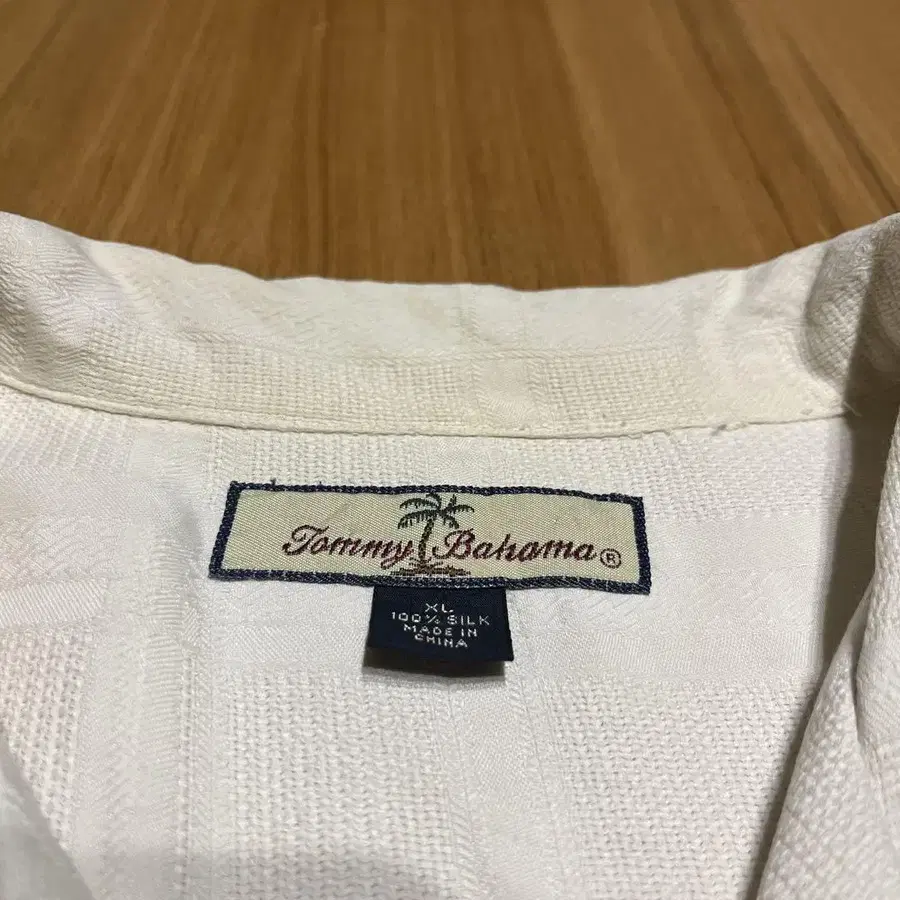 Tommy Bahama®
XL
100% SILK
MADE IN
CHINA